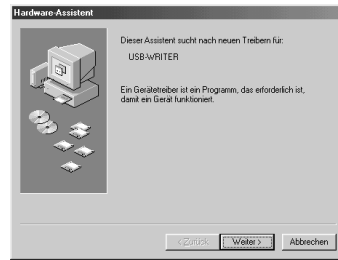 Hardware-Assistent
Dieser Assistent sucht nach neuen Treibern für:
USB-WRITER
Ein Gerätetreiber ist ein Programm, das erforderlich ist,
damit ein Gerät funktioniert.
< Zurück Weiter > Abbrechen